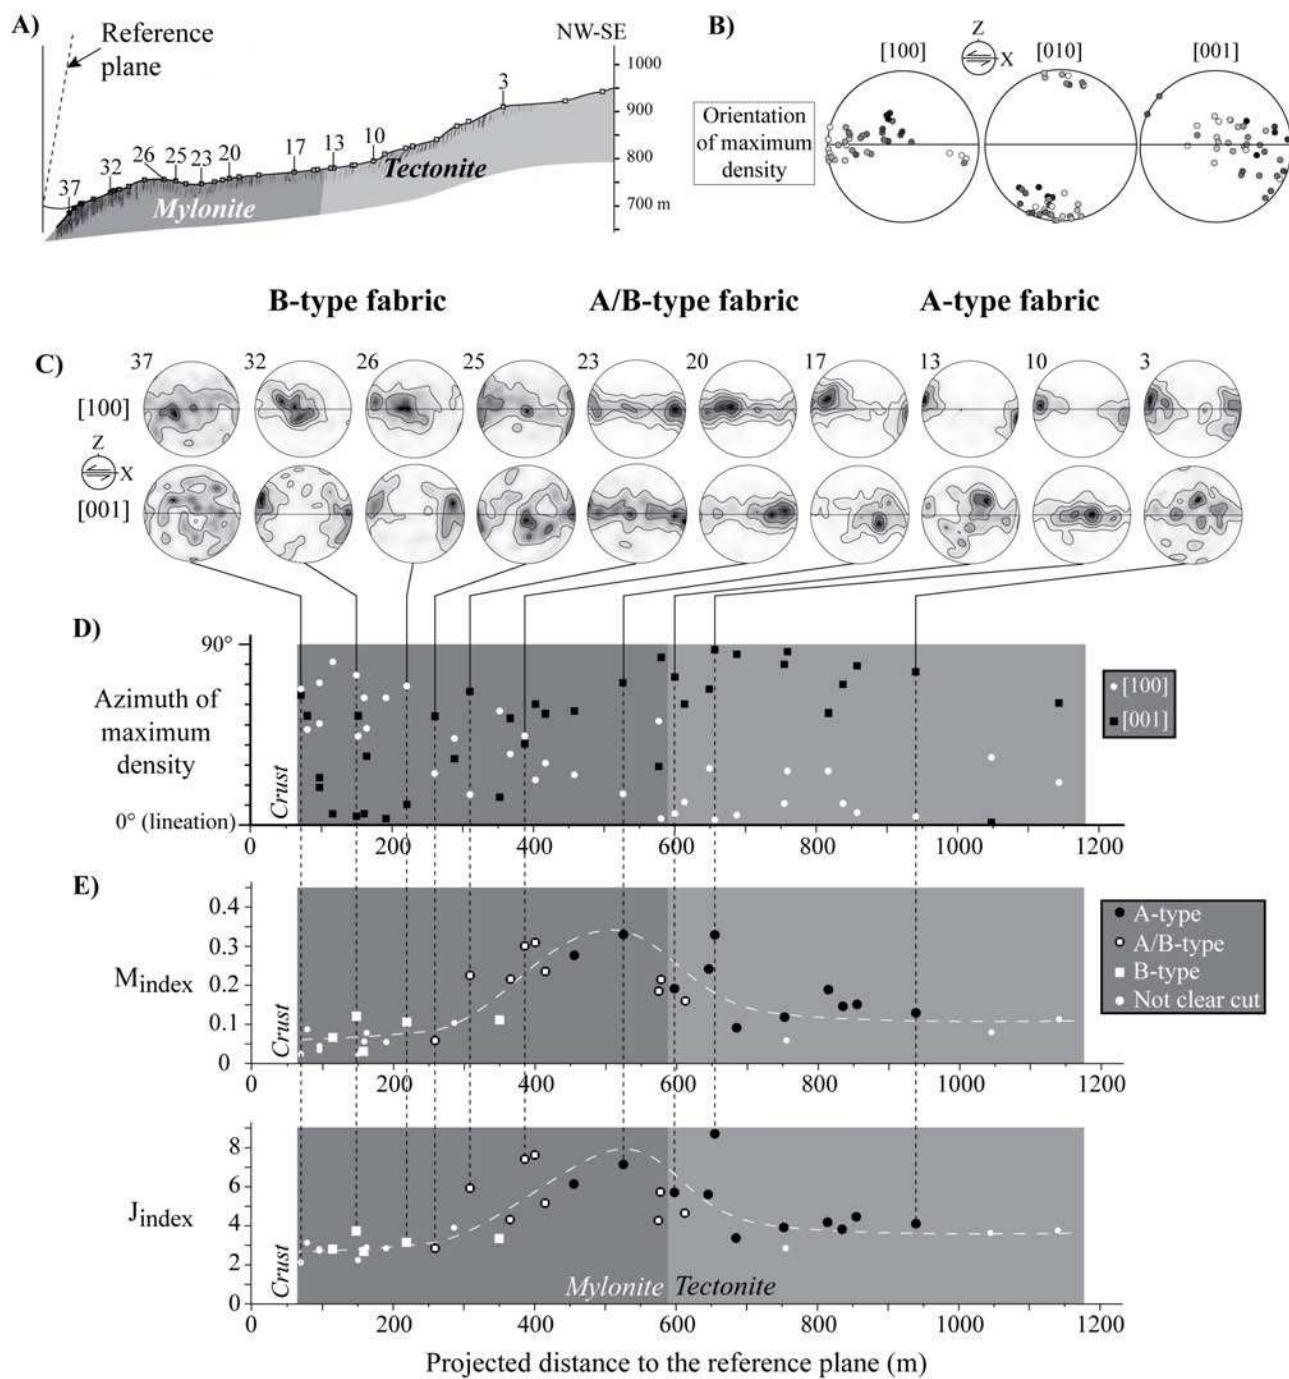 A)
Reference
plane
NW-SE
1000
900
800
700 m
3
10
13
17
20
23
25
26
32
37
Tectonite
Mylonite
B)
Z
X
[100]
[010]
[001]
Orientation
of maximum
density
B-type fabric
A/B-type fabric
A-type fabric
C)
37
32
26
25
23
20
17
13
10
3
[100]
Z
X
[001]
D)
90°
Azimuth of
maximum
density
0° (lineation)
Crust
[100]
[001]
0
200
400
600
800
1000
1200
E)
0.4
0.3
0.2
0.1
0
Mindex
Crust
A-type
A/B-type
B-type
Not clear cut
0
200
400
600
800
1000
1200
8
6
4
2
0
Jindex
Crust
Mylonite
Tectonite
0
200
400
600
800
1000
1200
Projected distance to the reference plane (m)